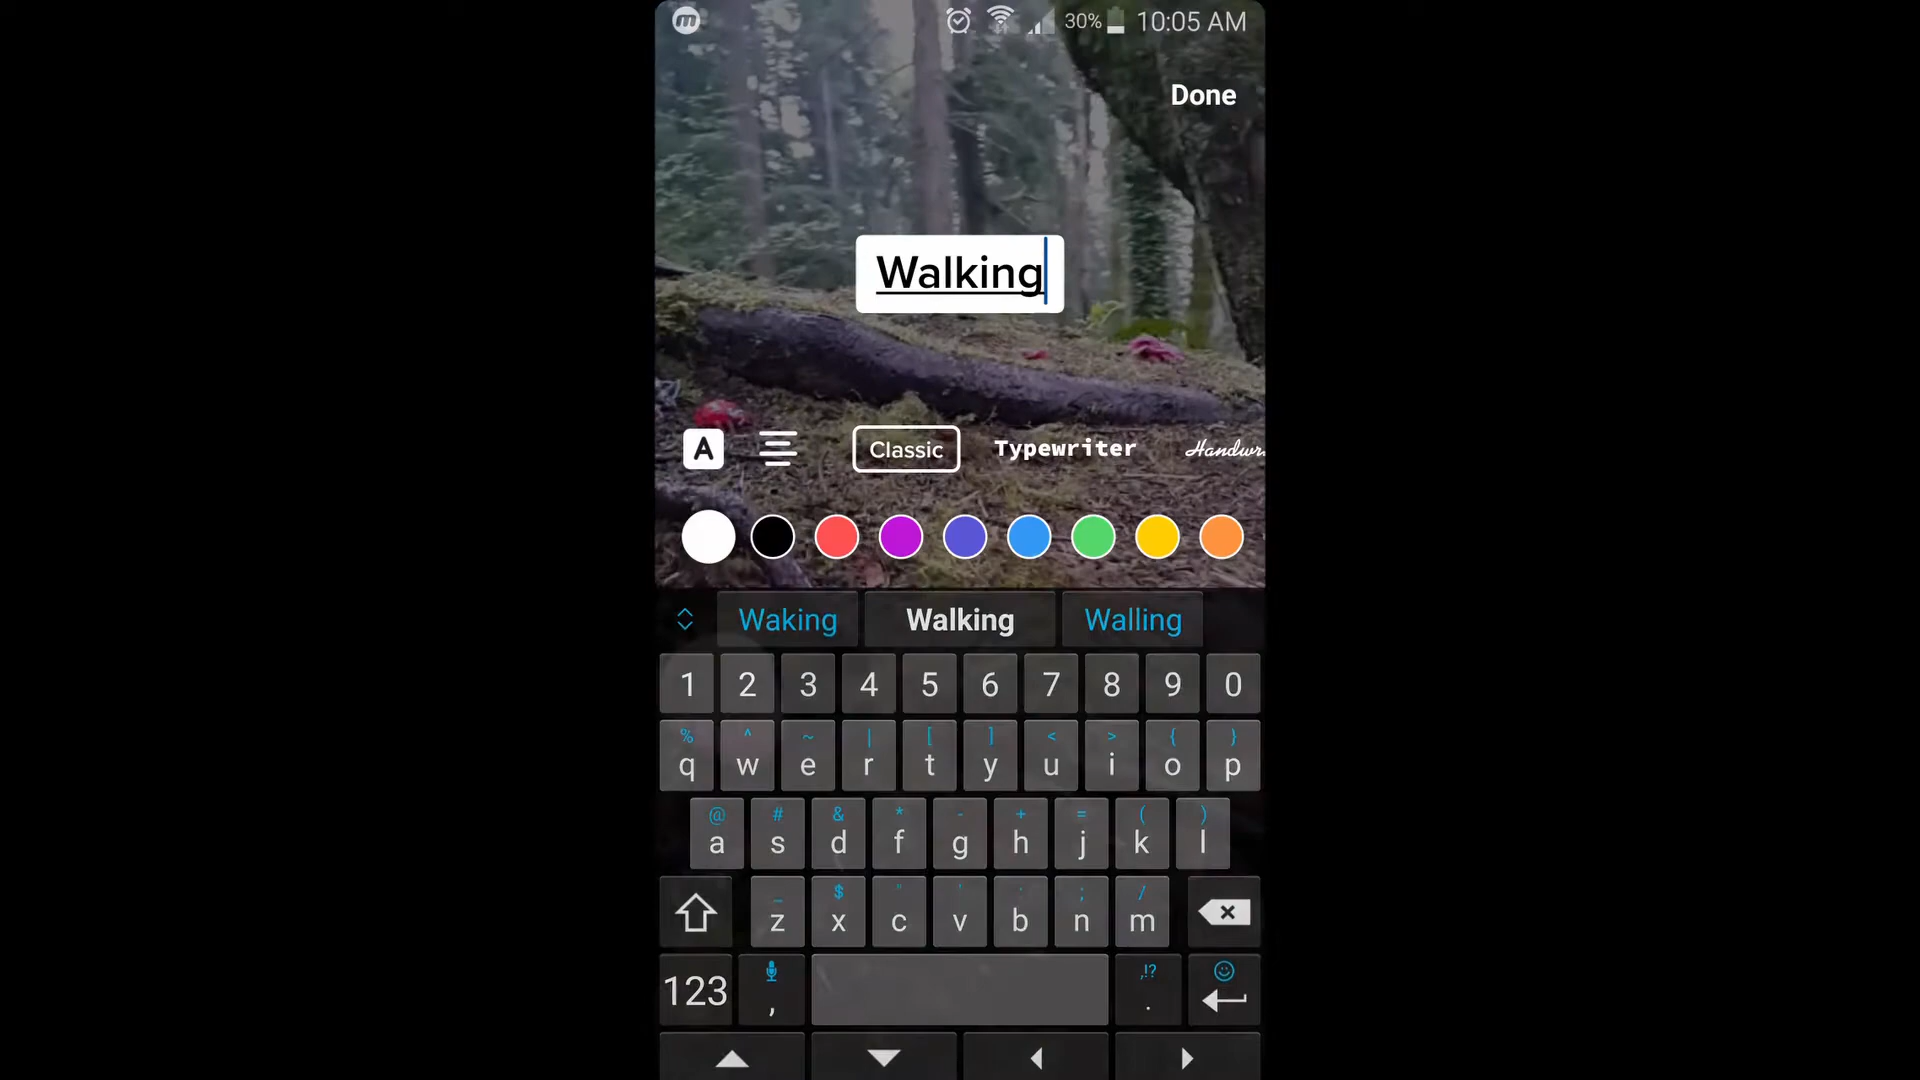 m 30% 10:05 AM
Done
Walking
A Classic Typewriter Handwr
Waking Walking Walling
1 2 3 4 5 6 7 8 9 0
% ^ ~ | [ ] < > { }
q w e r t y u i o p
@ # & * - + = ( )
a s d f g h j k l
_ $ " ' : ; /
z x c v b n m
123 , ,!? .